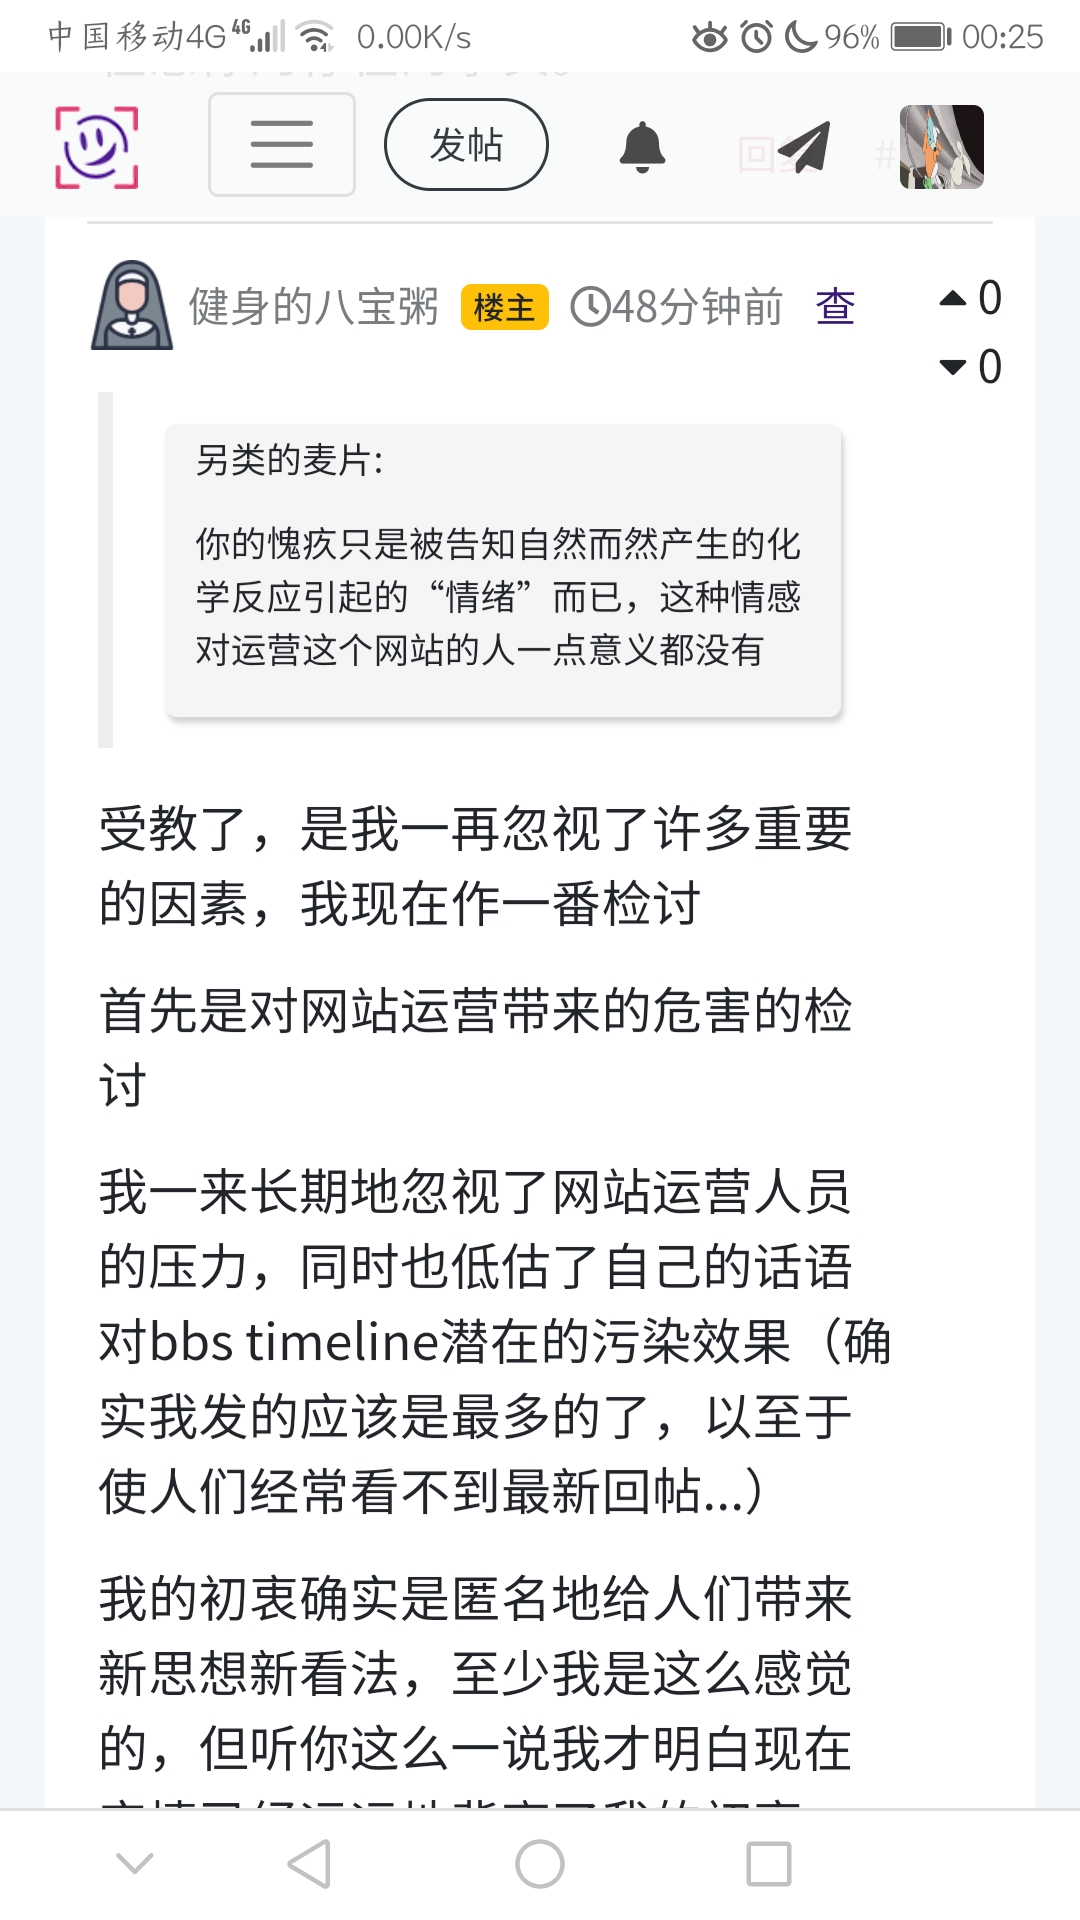 中国移动4G 4G 0.00K/s 96% 00:25
发帖
回复 #
健身的八宝粥 楼主 48分钟前 查
0
0
另类的麦片:
你的愧疚只是被告知自然而然产生的化
学反应引起的“情绪”而已，这种情感
对运营这个网站的人一点意义都没有
受教了，是我一再忽视了许多重要
的因素，我现在作一番检讨
首先是对网站运营带来的危害的检
讨
我一来长期地忽视了网站运营人员
的压力，同时也低估了自己的话语
对bbs timeline潜在的污染效果（确
实我发的应该是最多的了，以至于
使人们经常看不到最新回帖...）
我的初衷确实是匿名地给人们带来
新思想新看法，至少我是这么感觉
的，但听你这么一说我才明白现在